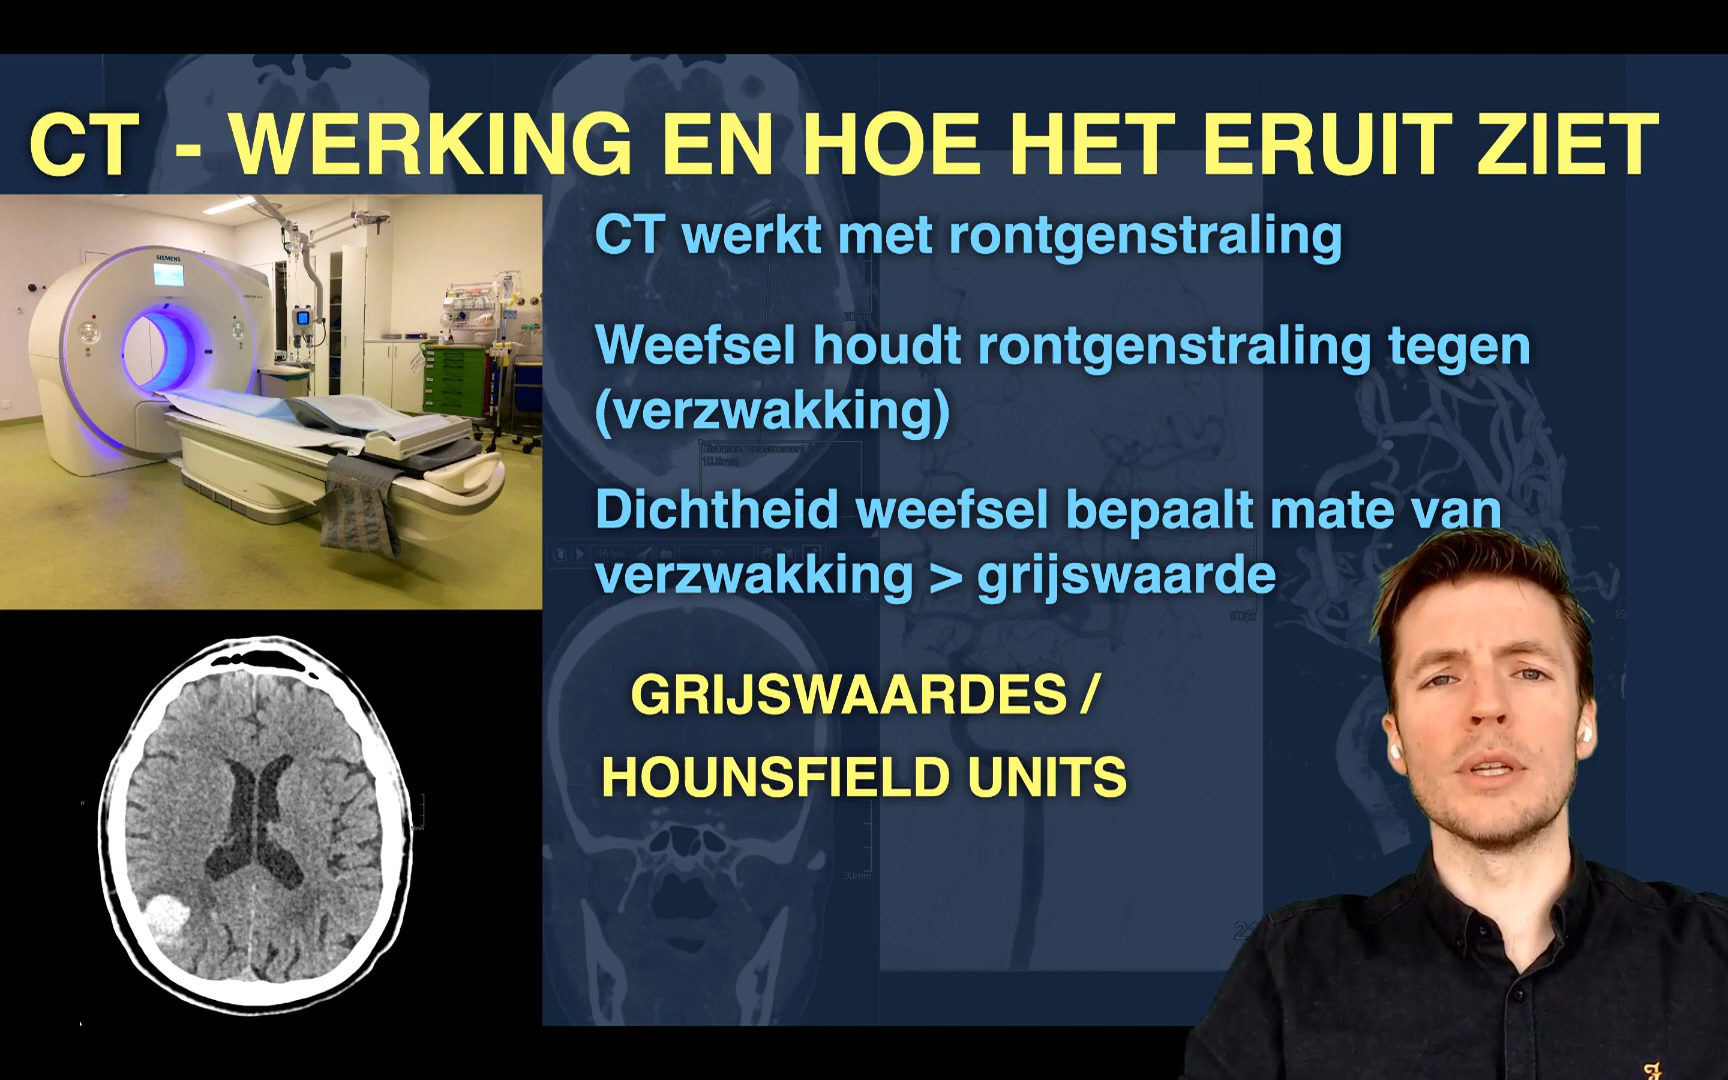 CT - WERKING EN HOE HET ERUIT ZIET
SIEMENS
CT werkt met rontgenstraling
Weefsel houdt rontgenstraling tegen
(verzwakking)
Dichtheid weefsel bepaalt mate van
verzwakking > grijswaarde
GRIJSWAARDES /
HOUNSFIELD UNITS